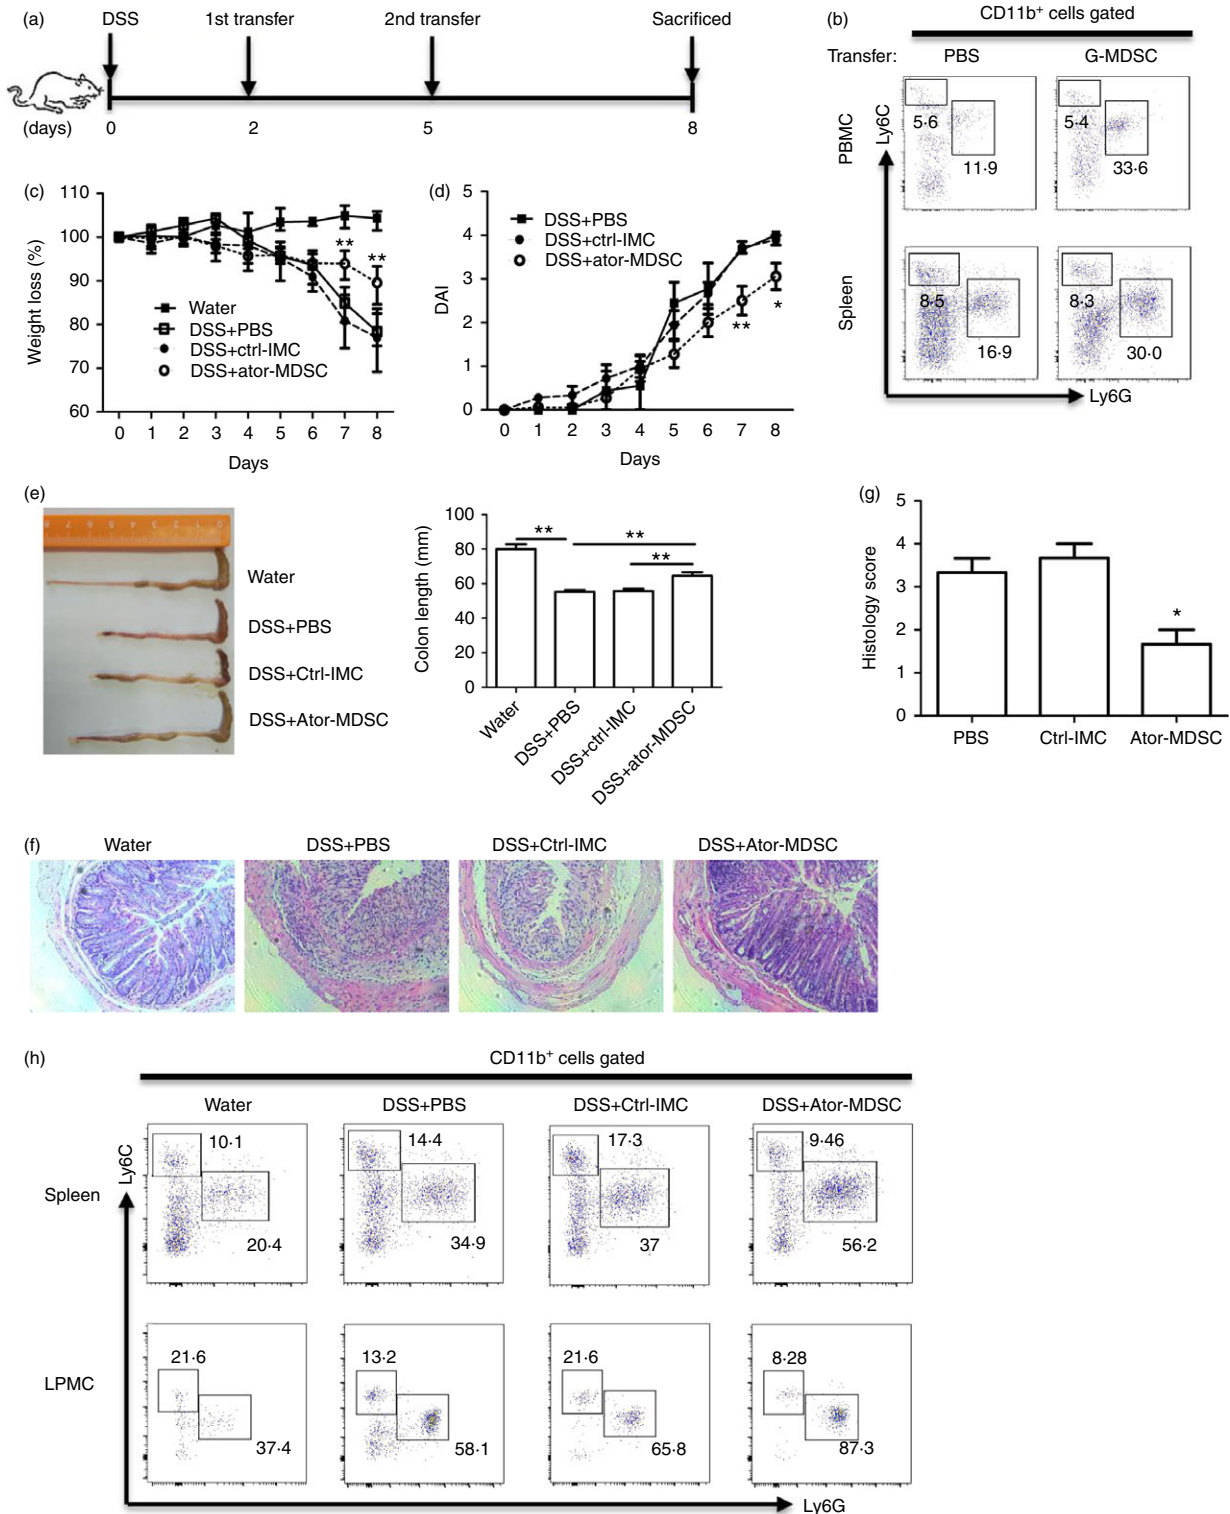 (a)
DSS 1st transfer 2nd transfer Sacrificed
(days) 0 2 5 8
(b)
CD11b⁺ cells gated
Transfer: PBS G-MDSC
PBMC
Ly6C
5·6
11·9
5·4
33·6
Spleen
8·5
16·9
8·3
30·0
Ly6G
(c)
Weight loss (%)
110
100
90
80
70
60
**
**
Water
DSS+PBS
DSS+ctrl-IMC
DSS+ator-MDSC
0 1 2 3 4 5 6 7 8
Days
(d)
DAI
5
4
3
2
1
0
DSS+PBS
DSS+ctrl-IMC
DSS+ator-MDSC
**
*
0 1 2 3 4 5 6 7 8
Days
(e)
8 7 6 5 4 3 2 1 0
Water
DSS+PBS
DSS+Ctrl-IMC
DSS+Ator-MDSC
Colon length (mm)
100
80
60
40
20
0
**
**
**
Water
DSS+PBS
DSS+ctrl-IMC
DSS+ator-MDSC
(g)
Histology score
5
4
3
2
1
0
*
PBS Ctrl-IMC Ator-MDSC
(f)
Water DSS+PBS DSS+Ctrl-IMC DSS+Ator-MDSC
(h)
CD11b⁺ cells gated
Water DSS+PBS DSS+Ctrl-IMC DSS+Ator-MDSC
Ly6C
Spleen
10·1
20·4
14·4
34·9
17·3
37
9·46
56·2
LPMC
21·6
37·4
13·2
58·1
21·6
65·8
8·28
87·3
Ly6G